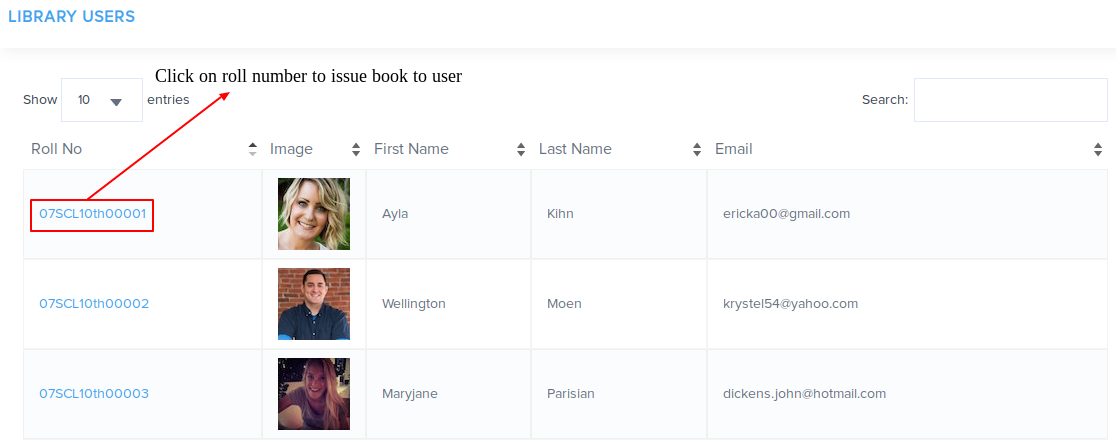 LIBRARY USERS
Click on roll number to issue book to user
Show 10 entries Search:
Roll No Image First Name Last Name Email
07SCL10th00001 Ayla Kihn ericka00@gmail.com
07SCL10th00002 Wellington Moen krystel54@yahoo.com
07SCL10th00003 Maryjane Parisian dickens.john@hotmail.com